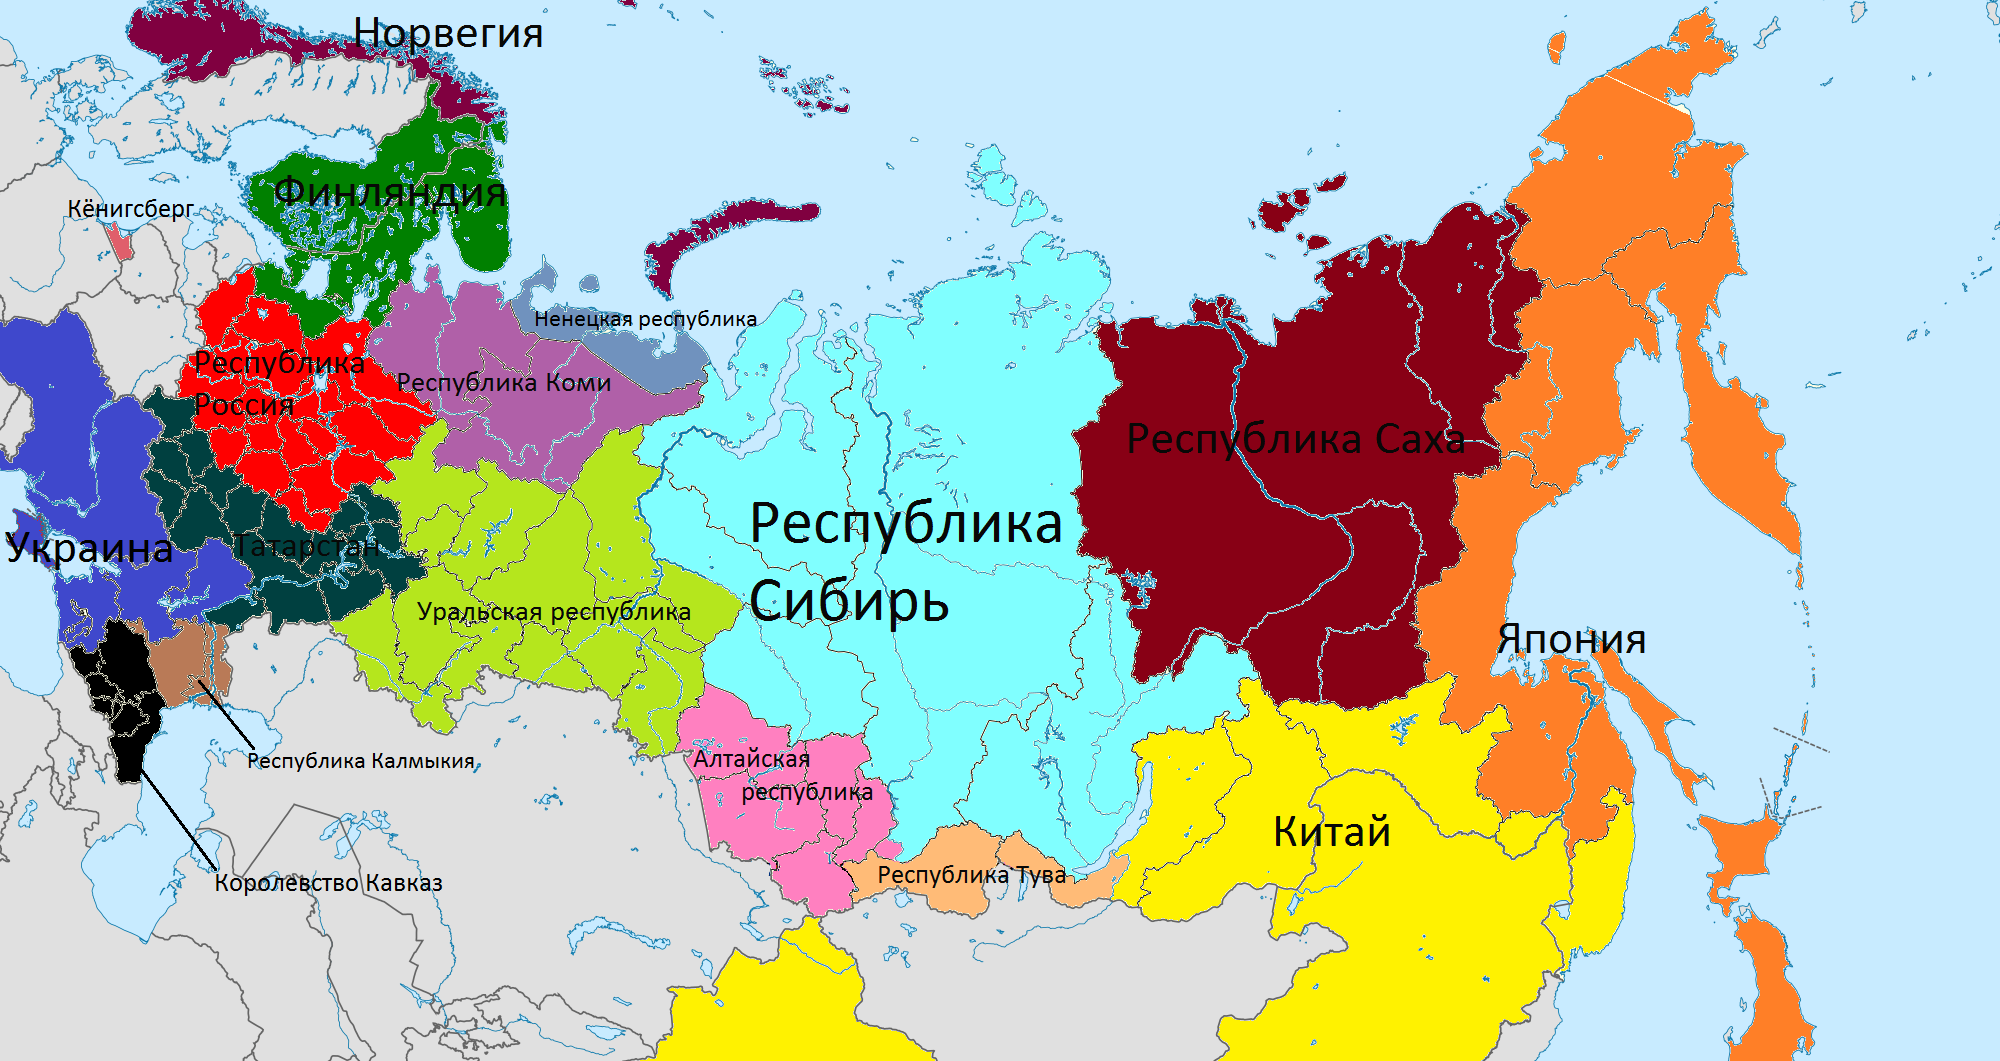 Норвегия
Финляндия
Кёнигсберг
Ненецкая республика
Республика
Россия
Республика Коми
Республика Саха
Республика
Сибирь
Украина
Татарстан
Уральская республика
Япония
Республика Калмыкия
Алтайская
республика
Китай
Республика Тува
Королевство Кавказ